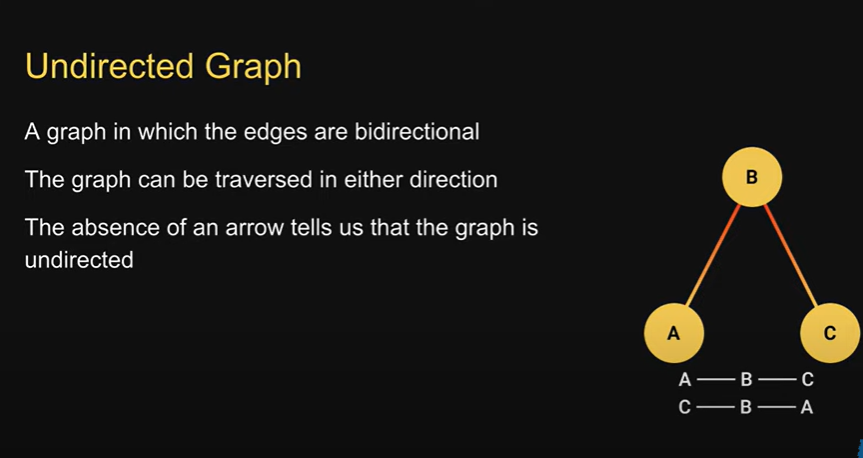 Undirected Graph
A graph in which the edges are bidirectional
The graph can be traversed in either direction
The absence of an arrow tells us that the graph is
undirected
B
A
C
A — B — C
C — B — A